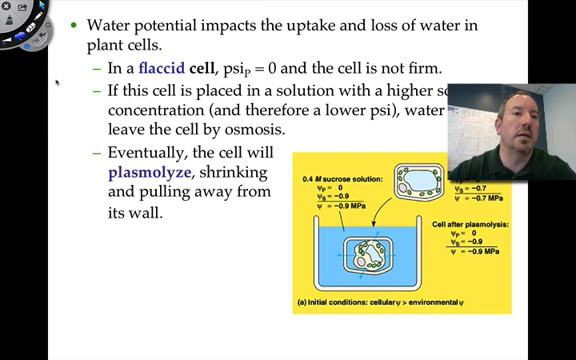 • Water potential impacts the uptake and loss of water in
plant cells.
– In a flaccid cell, psiP = 0 and the cell is not firm.
– If this cell is placed in a solution with a higher
concentration (and therefore a lower psi), water
leave the cell by osmosis.
– Eventually, the cell will
plasmolyze, shrinking
and pulling away from
its wall.
0.4 M sucrose solution:
ΨP = 0
ΨS = –0.9
Ψ = –0.9 MPa
–0.7
Ψ = –0.7 MPa
Cell after plasmolysis:
ΨP = 0
ΨS = –0.9
Ψ = –0.9 MPa
(a) Initial conditions: cellular Ψ > environmental Ψ